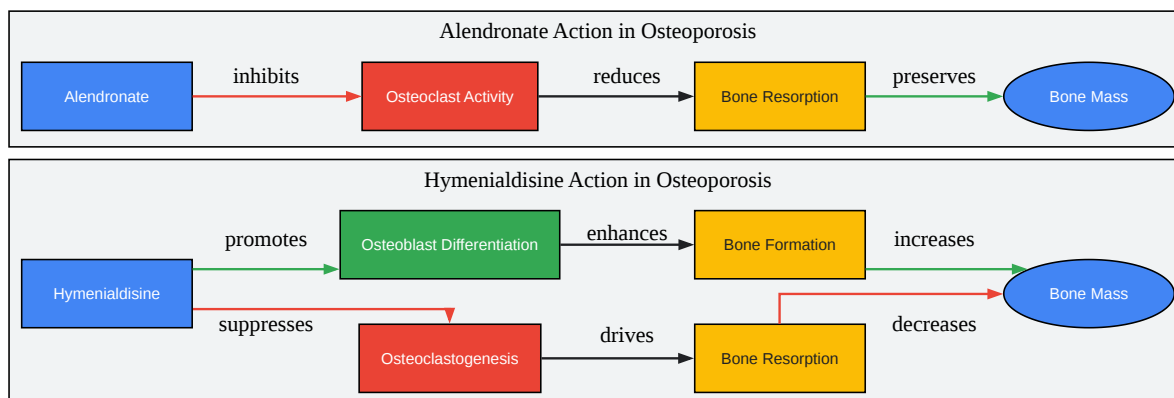 Alendronate Action in Osteoporosis
Alendronate
inhibits
Osteoclast Activity
reduces
Bone Resorption
preserves
Bone Mass
Hymenialdisine Action in Osteoporosis
Hymenialdisine
promotes
Osteoblast Differentiation
enhances
Bone Formation
increases
Bone Mass
suppresses
Osteoclastogenesis
drives
Bone Resorption
decreases